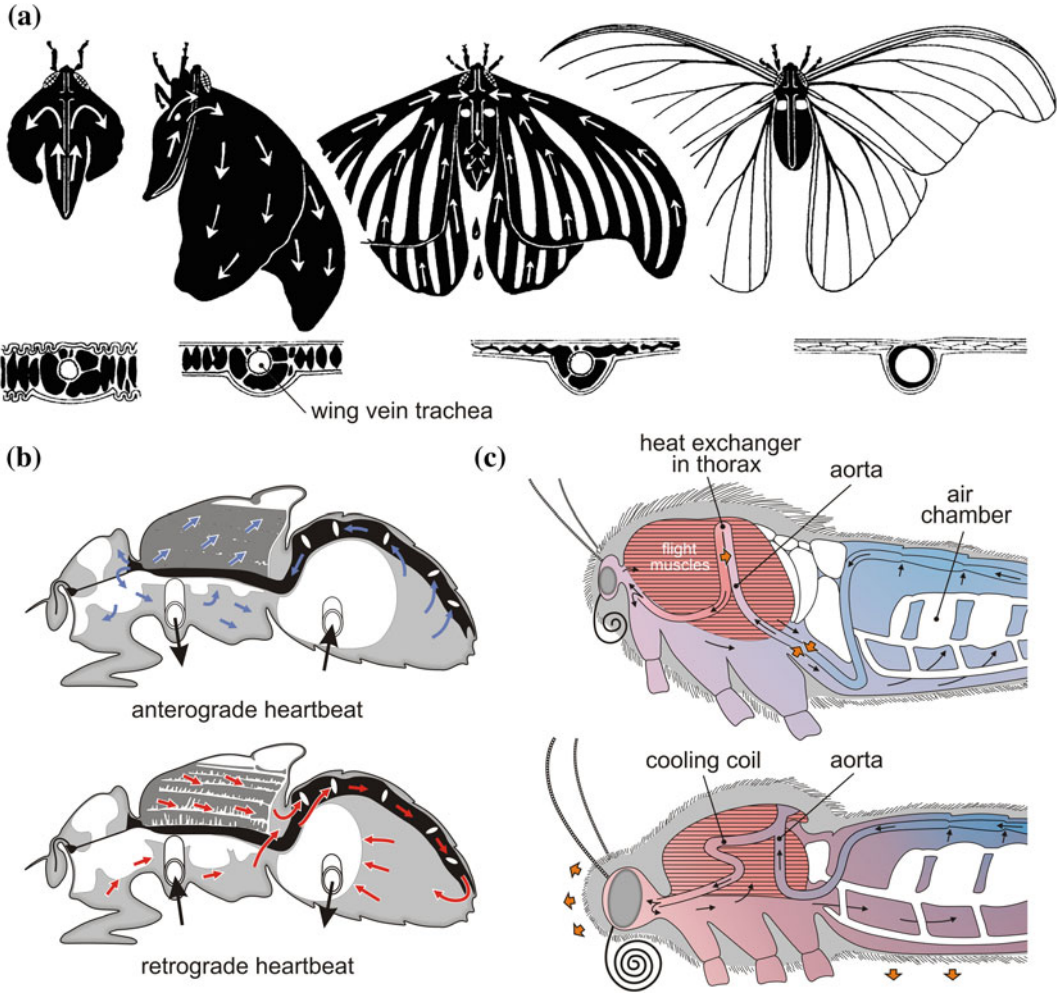 (a)
wing vein trachea
(b)
anterograde heartbeat
retrograde heartbeat
(c)
heat exchanger
in thorax
aorta
air
chamber
flight
muscles
cooling coil
aorta